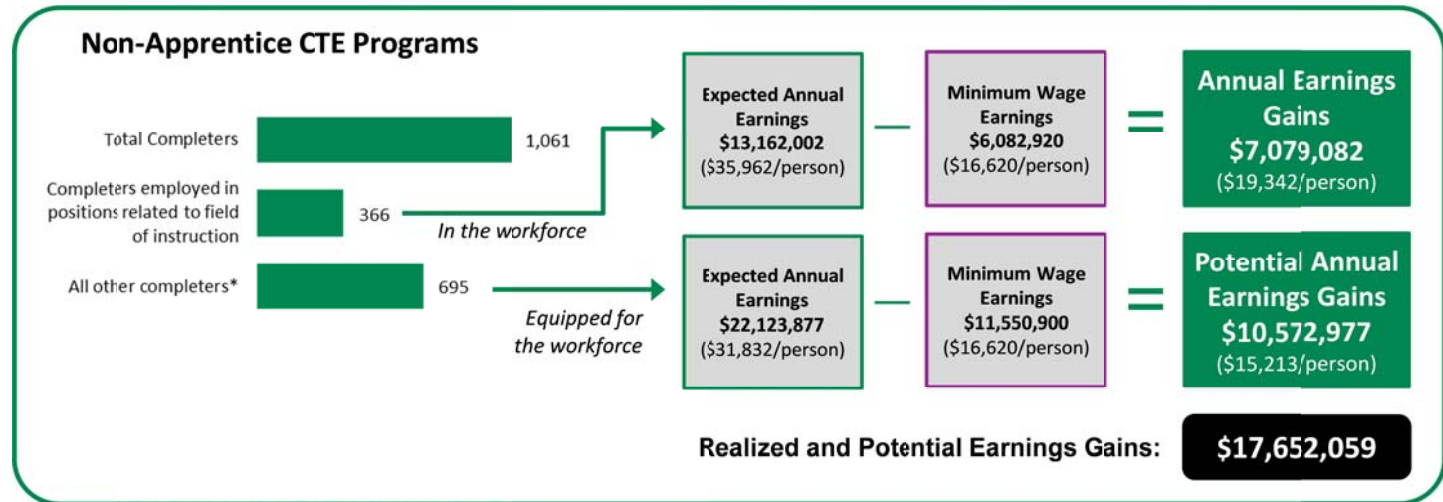 Non-Apprentice CTE Programs
Total Completers
1,061
Completers employed in
positions related to field
of instruction
366
In the workforce
All other completers*
695
Equipped for
the workforce
Expected Annual
Earnings
$13,162,002
($35,962/person)
—
Minimum Wage
Earnings
$6,082,920
($16,620/person)
=
Annual Earnings
Gains
$7,079,082
($19,342/person)
Expected Annual
Earnings
$22,123,877
($31,832/person)
—
Minimum Wage
Earnings
$11,550,900
($16,620/person)
=
Potential Annual
Earnings Gains
$10,572,977
($15,213/person)
Realized and Potential Earnings Gains:
$17,652,059